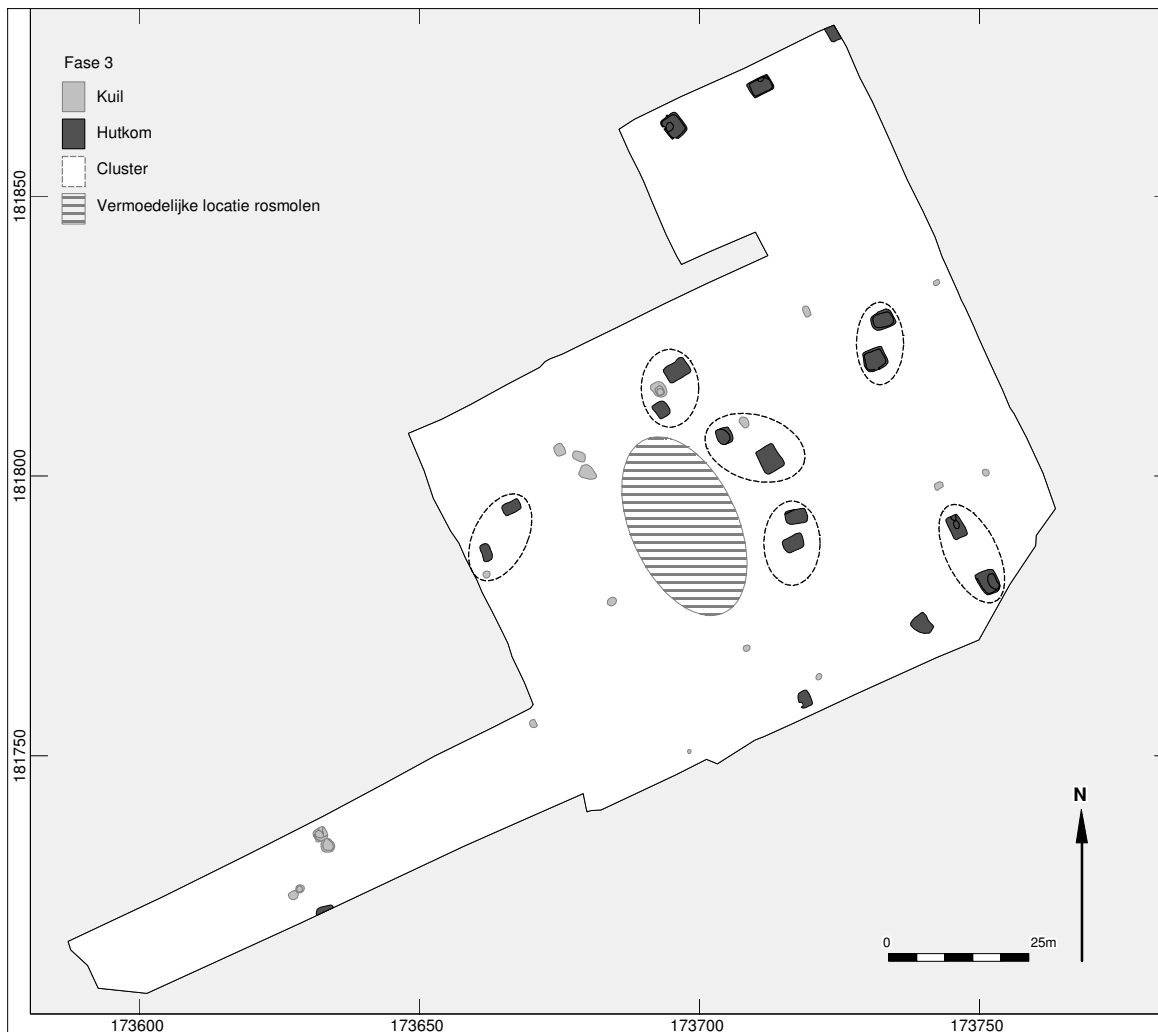 Fase 3
Kuil
Hutkom
Cluster
Vermoedelijke locatie rosmolen
181850
181800
181750
N
0 25m
173600 173650 173700 173750